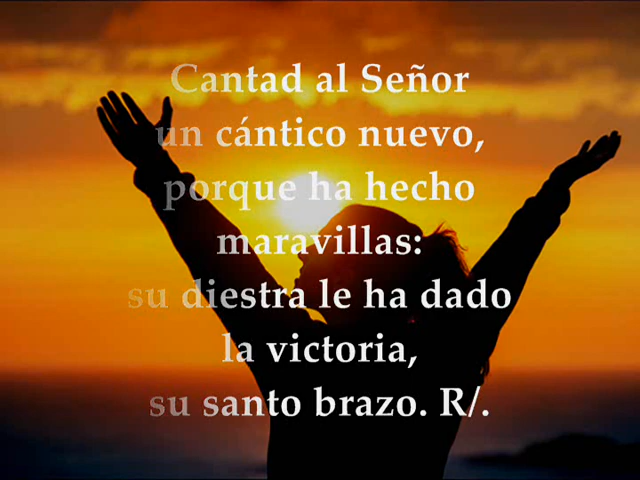 Cantad al Señor
un cántico nuevo,
porque ha hecho
maravillas:
su diestra le ha dado
la victoria,
su santo brazo. R/.